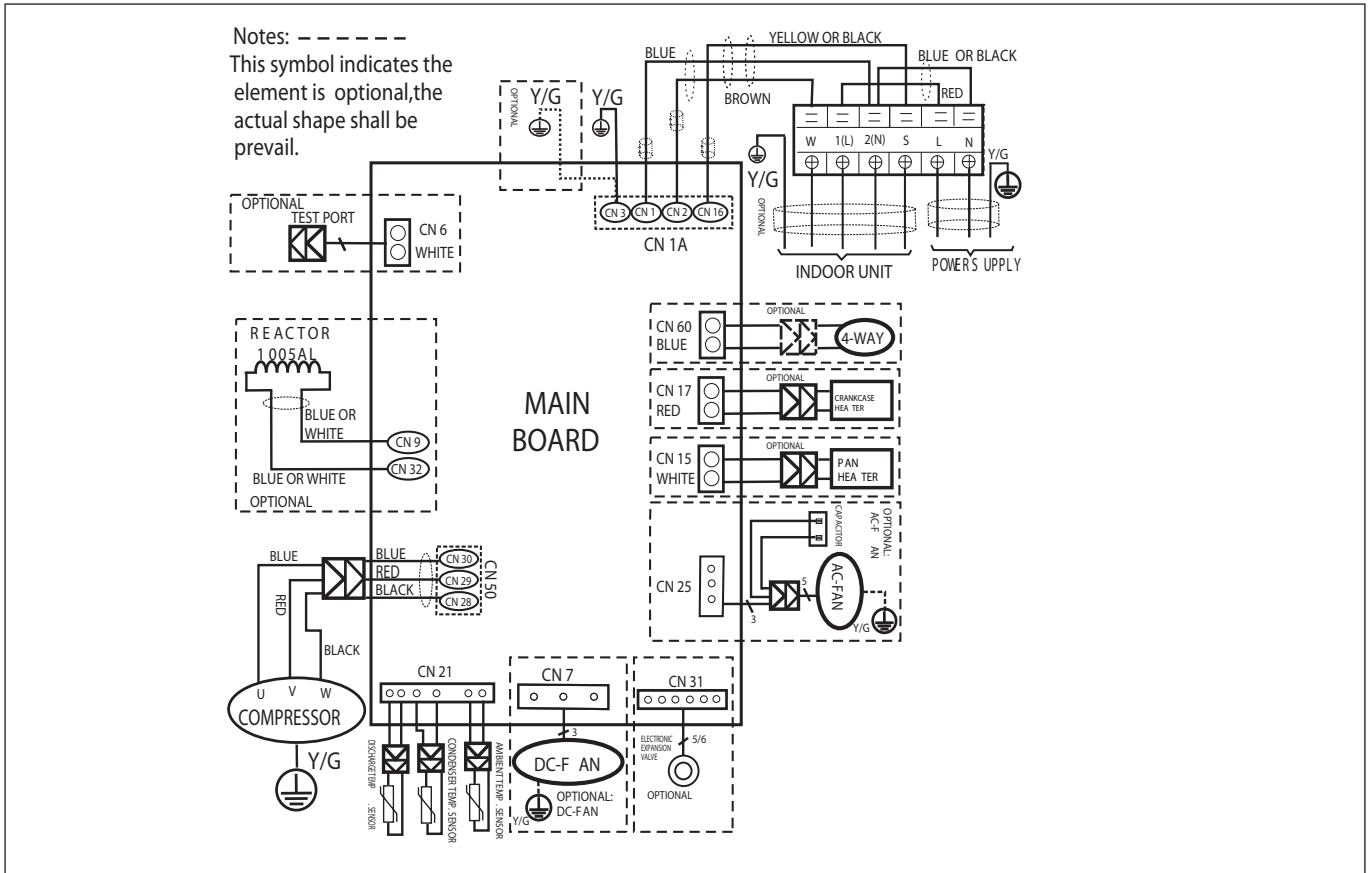 Notes: – – – – – –
This symbol indicates the
element is optional,the
actual shape shall be
prevail.
OPTIONAL
Y/G
Y/G
BLUE
YELLOW OR BLACK
BROWN
BLUE OR BLACK
RED
W 1(L) 2(N) S L N
Y/G
Y/G
OPTIONAL
INDOOR UNIT
POWER S UPPLY
CN 3 CN 1 CN 2 CN 16
CN 1A
OPTIONAL
TEST PORT
CN 6
WHITE
REACTOR
1005AL
BLUE OR
WHITE
CN 9
CN 32
BLUE OR WHITE
OPTIONAL
MAIN
BOARD
CN 60
BLUE
OPTIONAL
4-WAY
CN 17
RED
OPTIONAL
CRANKCASE
HEA TER
CN 15
WHITE
OPTIONAL
PAN
HEA TER
CN 25
3
CAPACITOR
5
AC-FAN
OPTIONAL:
AC-F AN
Y/G
BLUE
RED
BLACK
BLUE
RED
BLACK
CN 30
CN 29
CN 28
CN 50
U V W
COMPRESSOR
Y/G
CN 21
DISCHARGE TEMP
. SENSOR
CONDENSER TEMP. SENSOR
AMBIENT TEMP . SENSOR
CN 7
3
DC-F AN
Y/G
OPTIONAL:
DC-FAN
CN 31
ELECTRONIC
EXPANSION
VALVE
5/6
OPTIONAL